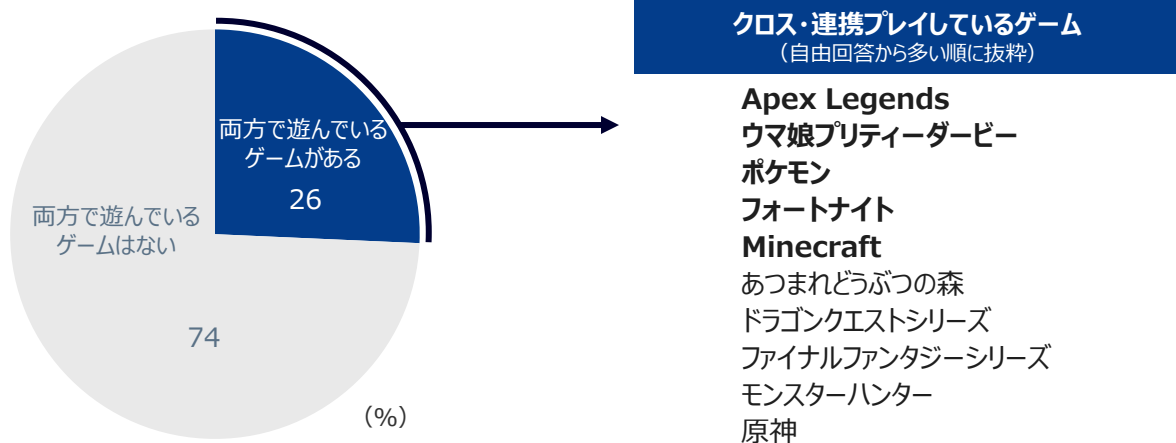 両方で遊んでいる
ゲームがある
26
両方で遊んでいる
ゲームはない
74
（%）
クロス・連携プレイしているゲーム
（自由回答から多い順に抜粋）
Apex Legends
ウマ娘プリティーダービー
ポケモン
フォートナイト
Minecraft
あつまれどうぶつの森
ドラゴンクエストシリーズ
ファイナルファンタジーシリーズ
モンスターハンター
原神